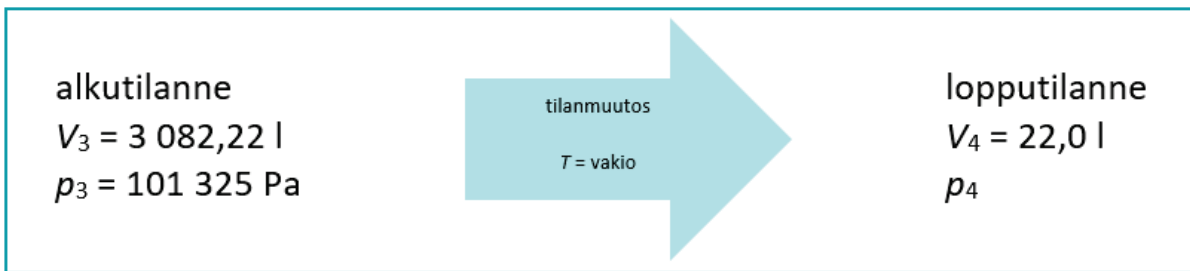 alkutilanne
V3 = 3 082,22 l
p3 = 101 325 Pa
tilanmuutos
T = vakio
lopputilanne
V4 = 22,0 l
p4